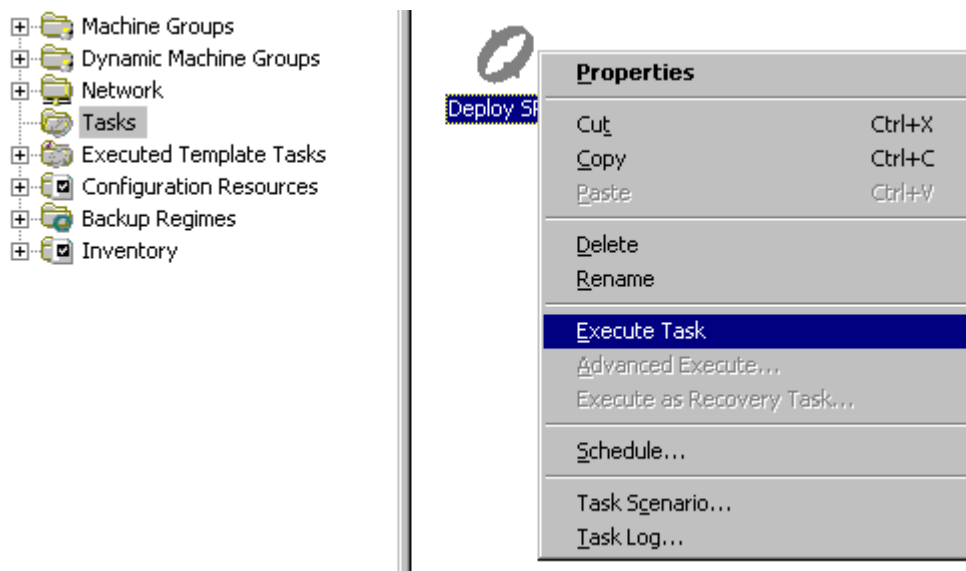 Machine Groups
Dynamic Machine Groups
Network
Tasks
Executed Template Tasks
Configuration Resources
Backup Regimes
Inventory
Deploy
Properties
Cut Ctrl+X
Copy Ctrl+C
Paste Ctrl+V
Delete
Rename
Execute Task
Advanced Execute...
Execute as Recovery Task...
Schedule...
Task Scenario...
Task Log...